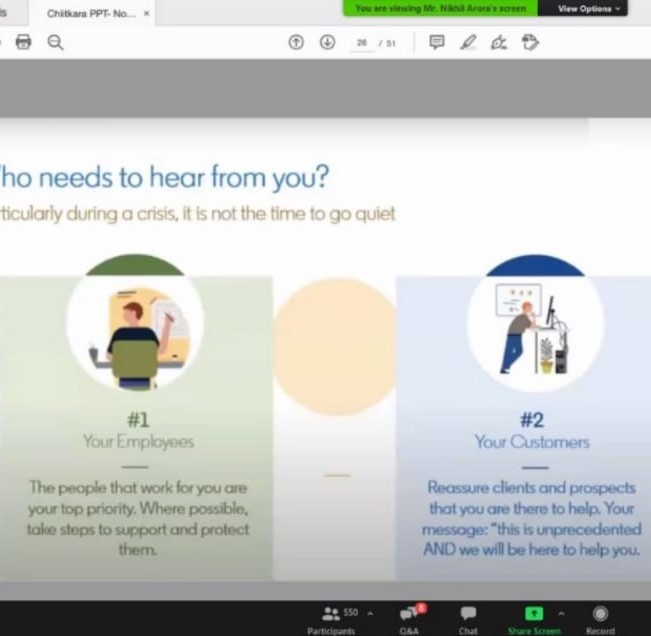 Chiitkara PPT- No... ×
You are viewing Mr. Nikhil Arora's screen
View Options
26 / 51
ho needs to hear from you?
ticularly during a crisis, it is not the time to go quiet
#1
Your Employees
The people that work for you are
your top priority. Where possible,
take steps to support and protect
them.
#2
Your Customers
Reassure clients and prospects
that you are there to help. Your
message: "this is unprecedented
AND we will be here to help you.
550
8
Participants
Q&A
Chat
Share Screen
Record